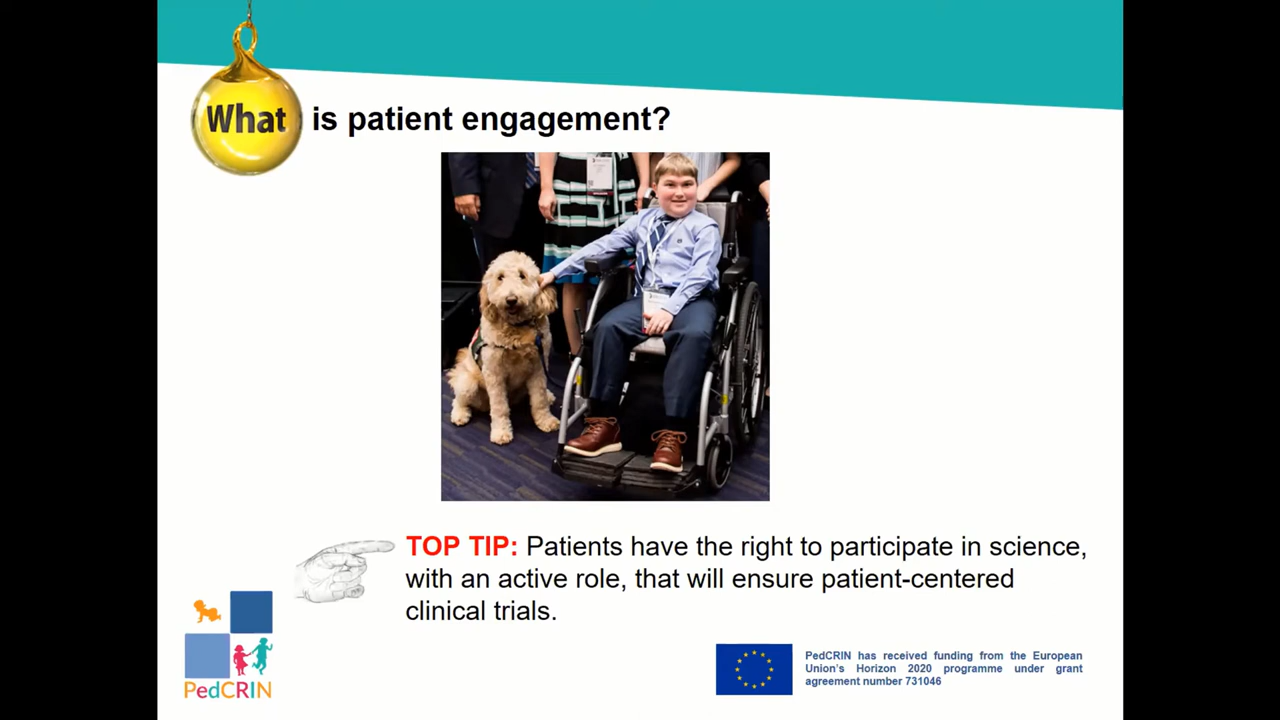 What is patient engagement?
TOP TIP: Patients have the right to participate in science,
with an active role, that will ensure patient-centered
clinical trials.
PedCRIN
PedCRIN has received funding from the European
Union's Horizon 2020 programme under grant
agreement number 731046